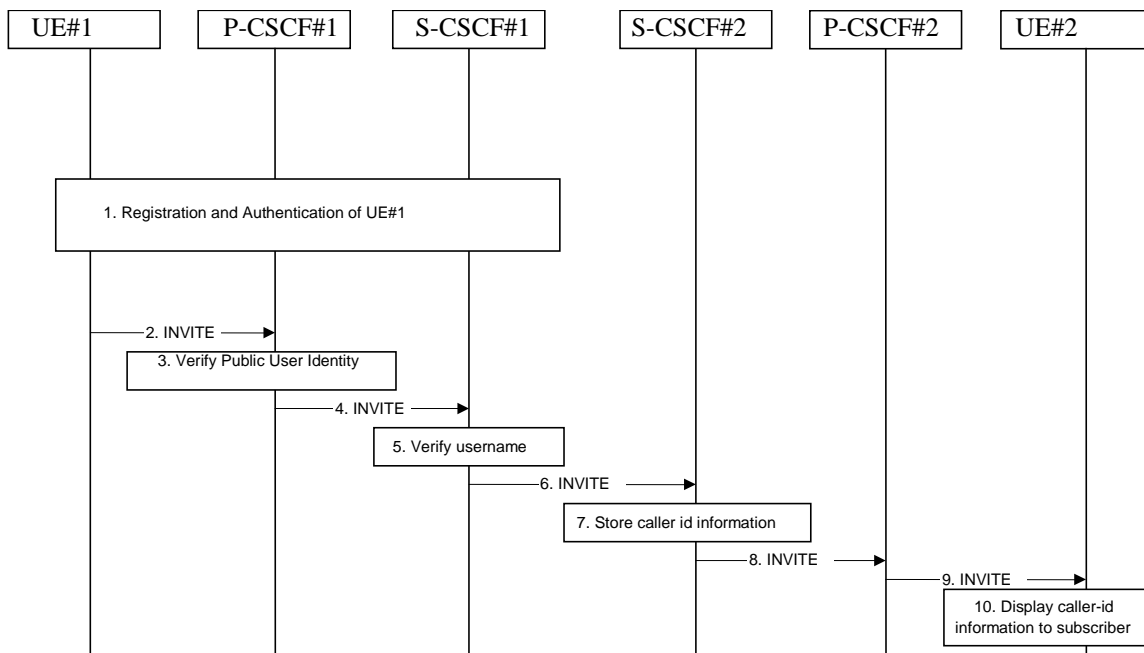 UE#1
P-CSCF#1
S-CSCF#1
S-CSCF#2
P-CSCF#2
UE#2
1. Registration and Authentication of UE#1
2. INVITE
3. Verify Public User Identity
4. INVITE
5. Verify username
6. INVITE
7. Store caller id information
8. INVITE
9. INVITE
10. Display caller-id
information to subscriber